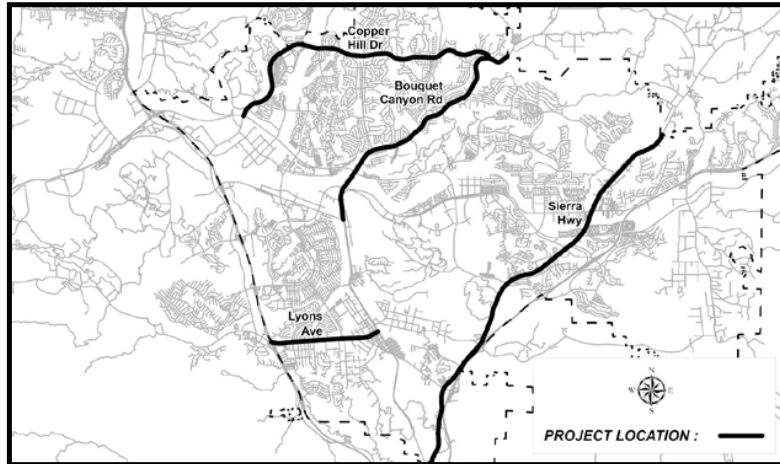 Copper
Hill Dr
Bouquet
Canyon Rd
Sierra
Hwy
Lyons
Ave
N
W E
S
PROJECT LOCATION :